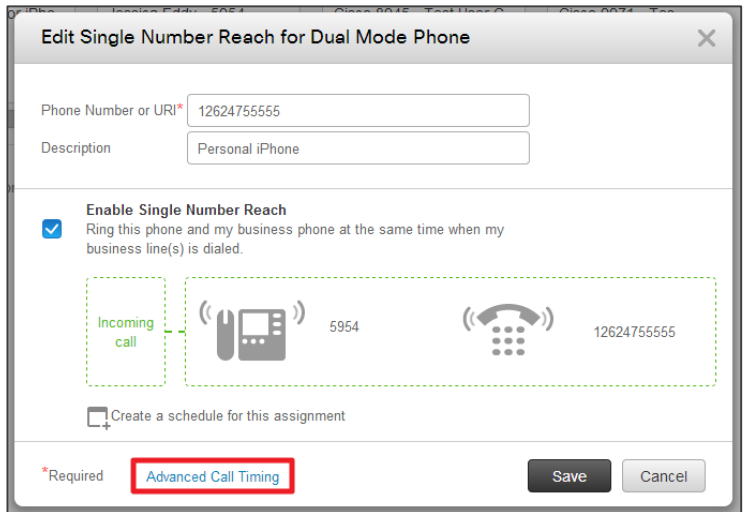 Edit Single Number Reach for Dual Mode Phone
Phone Number or URI* 12624755555
Description Personal iPhone
Enable Single Number Reach
Ring this phone and my business phone at the same time when my
business line(s) is dialed.
Incoming
call
5954
12624755555
Create a schedule for this assignment
*Required Advanced Call Timing Save Cancel